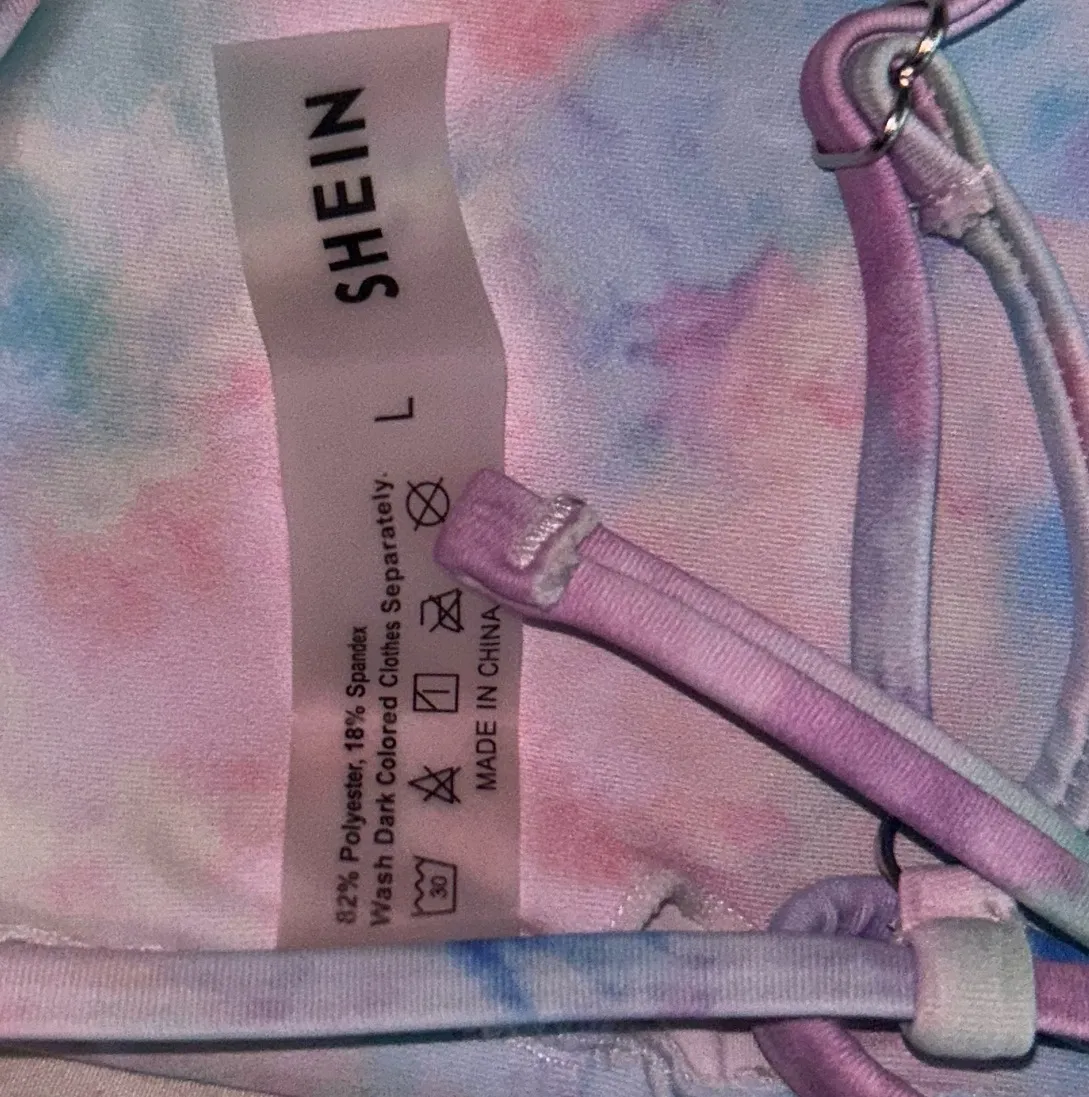 SHEIN
L
82% Polyester, 18% Spandex
Wash Dark Colored Clothes Separately.
30
MADE IN CHINA